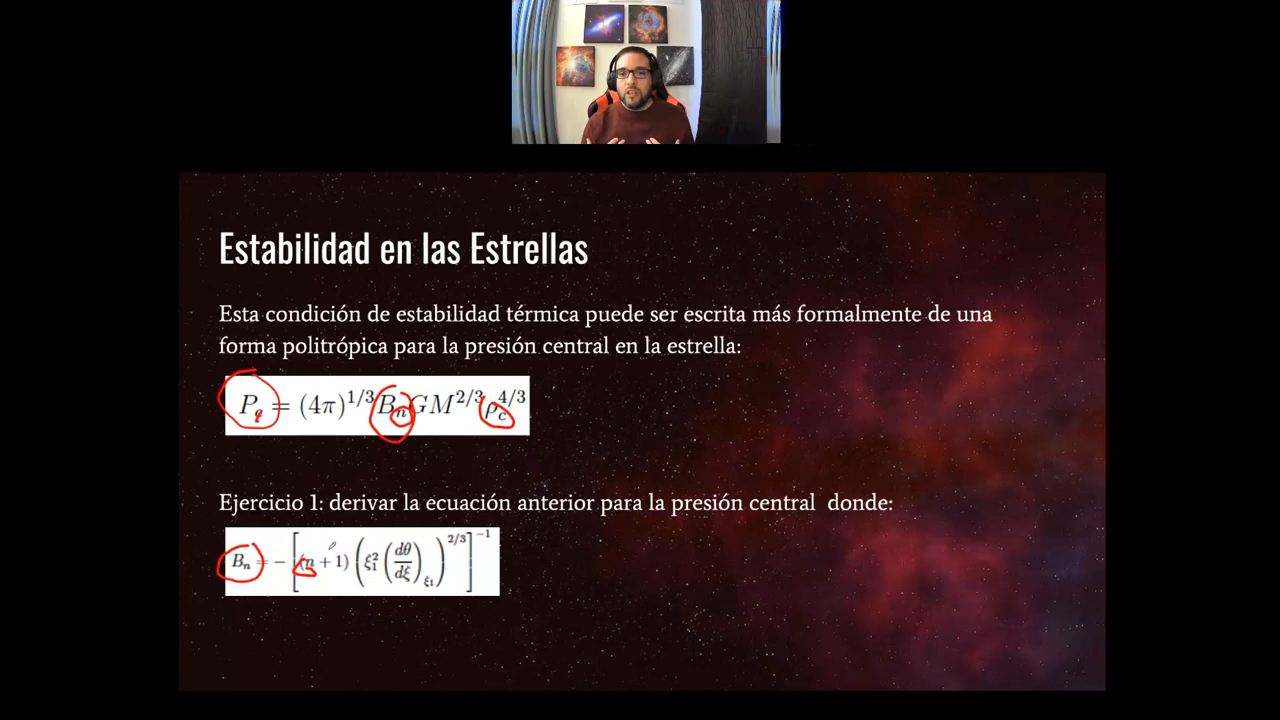 Estabilidad en las Estrellas
Esta condición de estabilidad térmica puede ser escrita más formalmente de una
forma politrópica para la presión central en la estrella:
P_c = (4π)^{1/3} B_n G M^{2/3} ρ_c^{4/3}
Ejercicio 1: derivar la ecuación anterior para la presión central donde:
B_n = - [(n + 1) (ξ_1^2 (dθ/dξ)_{ξ_1})^{2/3}]^{-1}